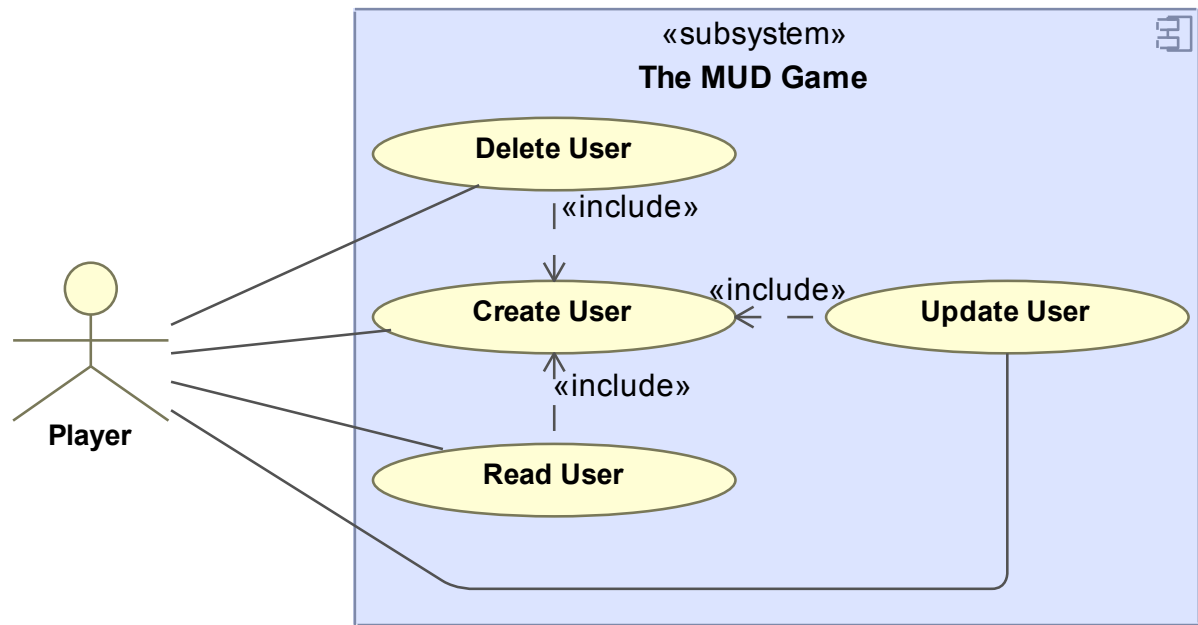 «subsystem»
The MUD Game
Delete User
«include»
Create User
«include»
Update User
«include»
Player
Read User